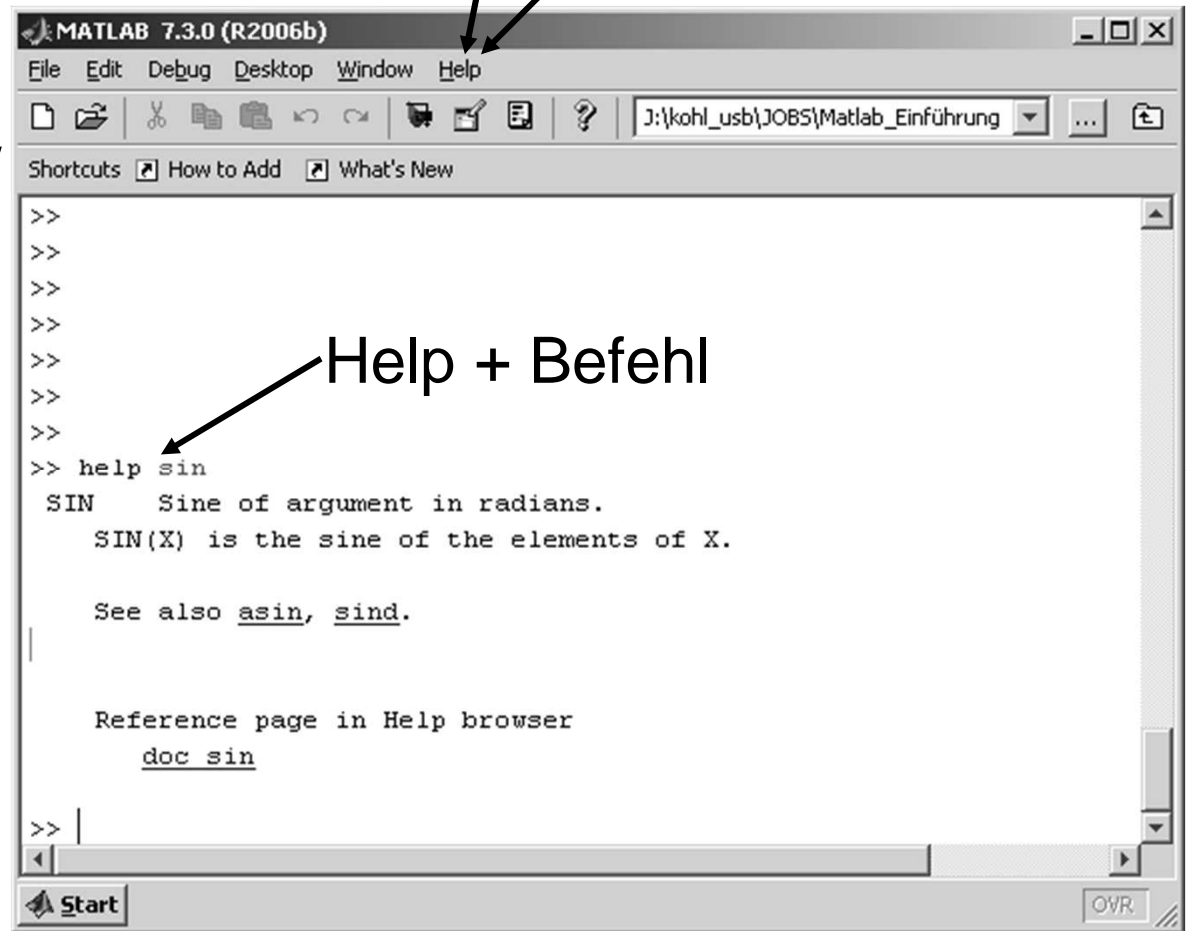 MATLAB 7.3.0 (R2006b)
File Edit Debug Desktop Window Help
J:\kohl_usb\JOBS\Matlab_Einführung ...
Shortcuts How to Add What's New
>>
>>
>>
>>
>>
>>
>>
Help + Befehl
>> help sin
SIN Sine of argument in radians.
SIN(X) is the sine of the elements of X.
See also asin, sind.
Reference page in Help browser
doc sin
>>
Start OVR